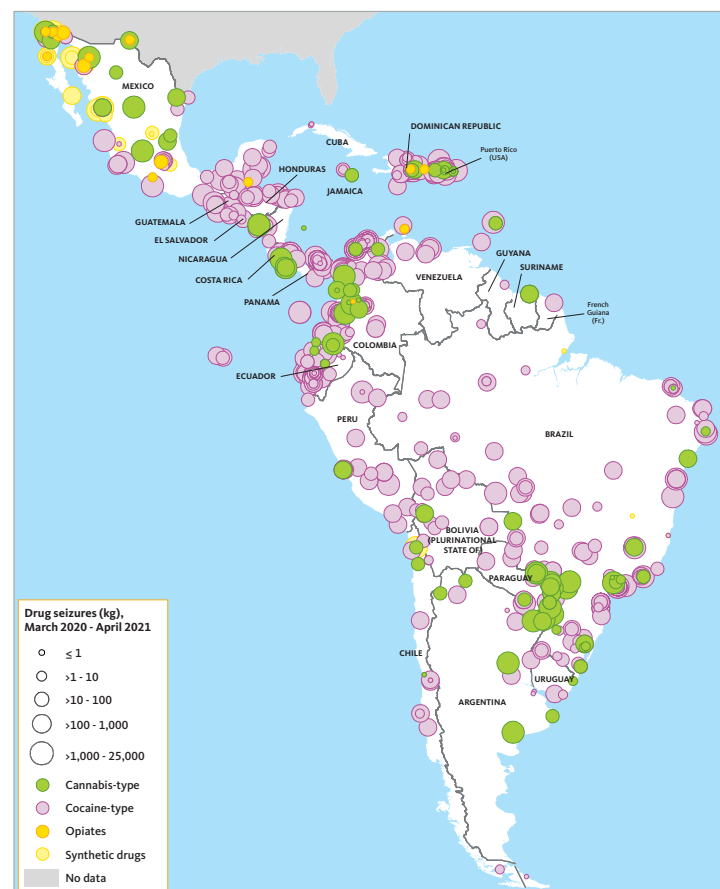 MEXICO
CUBA
DOMINICAN REPUBLIC
Puerto Rico
(USA)
HONDURAS
JAMAICA
GUATEMALA
EL SALVADOR
NICARAGUA
COSTA RICA
PANAMA
VENEZUELA
GUYANA
SURINAME
French
Guiana
(Fr.)
COLOMBIA
ECUADOR
PERU
BRAZIL
BOLIVIA
(PLURINATIONAL
STATE OF)
PARAGUAY
CHILE
URUGUAY
ARGENTINA
Drug seizures (kg),
March 2020 - April 2021
≤ 1
>1 - 10
>10 - 100
>100 - 1,000
>1,000 - 25,000
Cannabis-type
Cocaine-type
Opiates
Synthetic drugs
No data